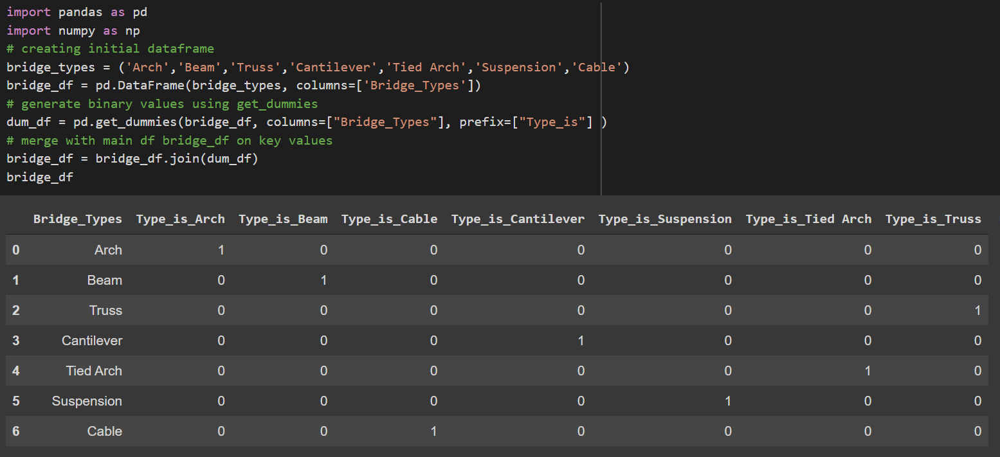 import pandas as pd
import numpy as np
# creating initial dataframe
bridge_types = ('Arch','Beam','Truss','Cantilever','Tied Arch','Suspension','Cable')
bridge_df = pd.DataFrame(bridge_types, columns=['Bridge_Types'])
# generate binary values using get_dummies
dum_df = pd.get_dummies(bridge_df, columns=["Bridge_Types"], prefix=["Type_is"] )
# merge with main df bridge_df on key values
bridge_df = bridge_df.join(dum_df)
bridge_df
Bridge_Types Type_is_Arch Type_is_Beam Type_is_Cable Type_is_Cantilever Type_is_Suspension Type_is_Tied Arch Type_is_Truss
0 Arch 1 0 0 0 0 0 0
1 Beam 0 1 0 0 0 0 0
2 Truss 0 0 0 0 0 0 1
3 Cantilever 0 0 0 1 0 0 0
4 Tied Arch 0 0 0 0 0 1 0
5 Suspension 0 0 0 0 1 0 0
6 Cable 0 0 1 0 0 0 0